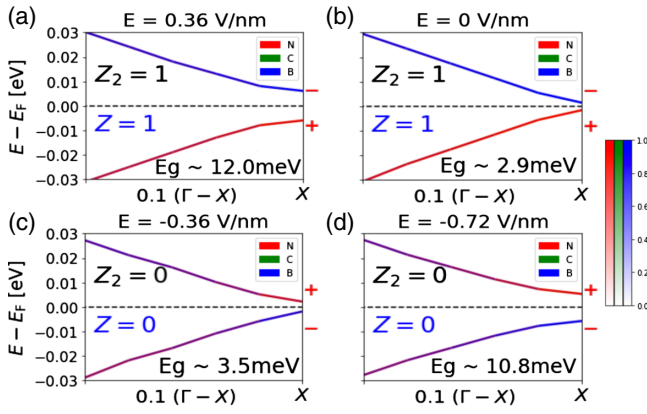 (a)
E = 0.36 V/nm
(b)
E = 0 V/nm
0.03
0.02
0.01
0.00
−0.01
−0.02
−0.03
E − E_F [eV]
Z₂ = 1
Z = 1
N
C
B
−
+
Eg ~ 12.0meV
0.1 (Γ − X)
X
Z₂ = 1
Z = 1
N
C
B
−
+
Eg ~ 2.9meV
0.1 (Γ − X)
X
(c)
E = -0.36 V/nm
(d)
E = -0.72 V/nm
0.03
0.02
0.01
0.00
−0.01
−0.02
−0.03
E − E_F [eV]
Z₂ = 0
Z = 0
N
C
B
+
−
Eg ~ 3.5meV
0.1 (Γ − X)
X
Z₂ = 0
Z = 0
N
C
B
+
−
Eg ~ 10.8meV
0.1 (Γ − X)
X
1.0
0.8
0.6
0.4
0.2
0.0